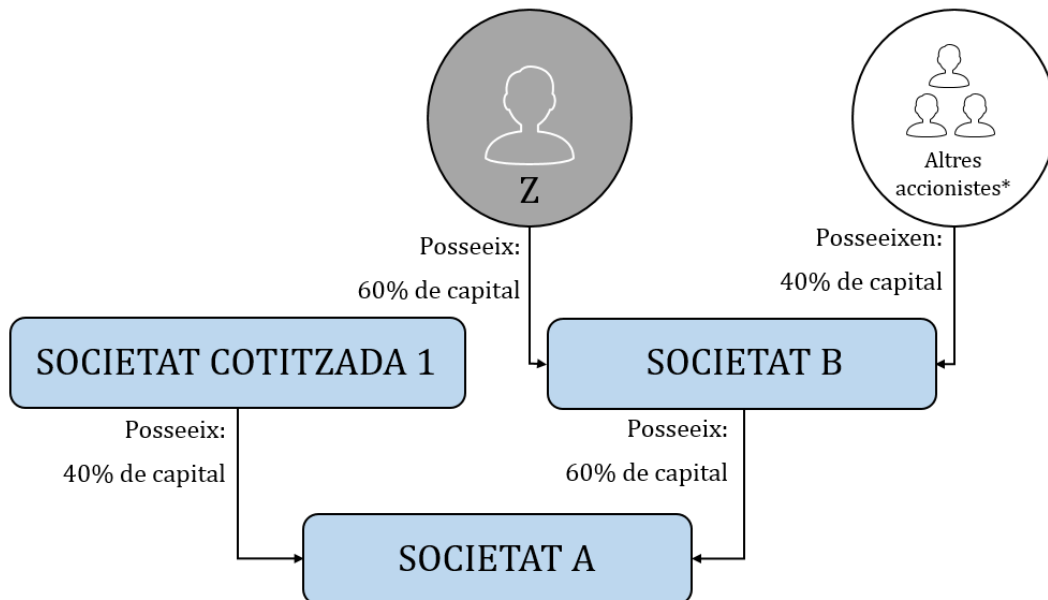 Z
Altres
accionistes*
Posseeix:
60% de capital
Posseeixen:
40% de capital
SOCIETAT COTITZADA 1
SOCIETAT B
Posseeix:
40% de capital
Posseeix:
60% de capital
SOCIETAT A